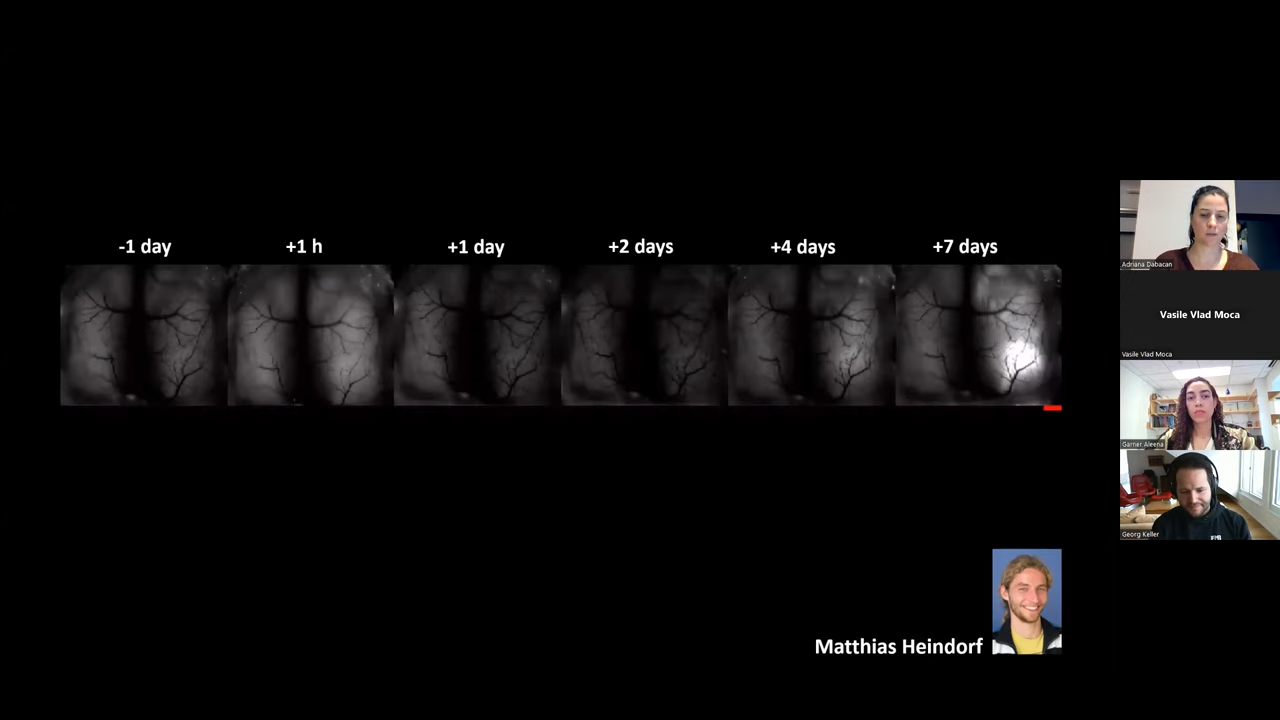 -1 day
+1 h
+1 day
+2 days
+4 days
+7 days
Matthias Heindorf
Adriana Dabacan
Vasile Vlad Moca
Vasile Vlad Moca
Garner Aleena
Georg Keller